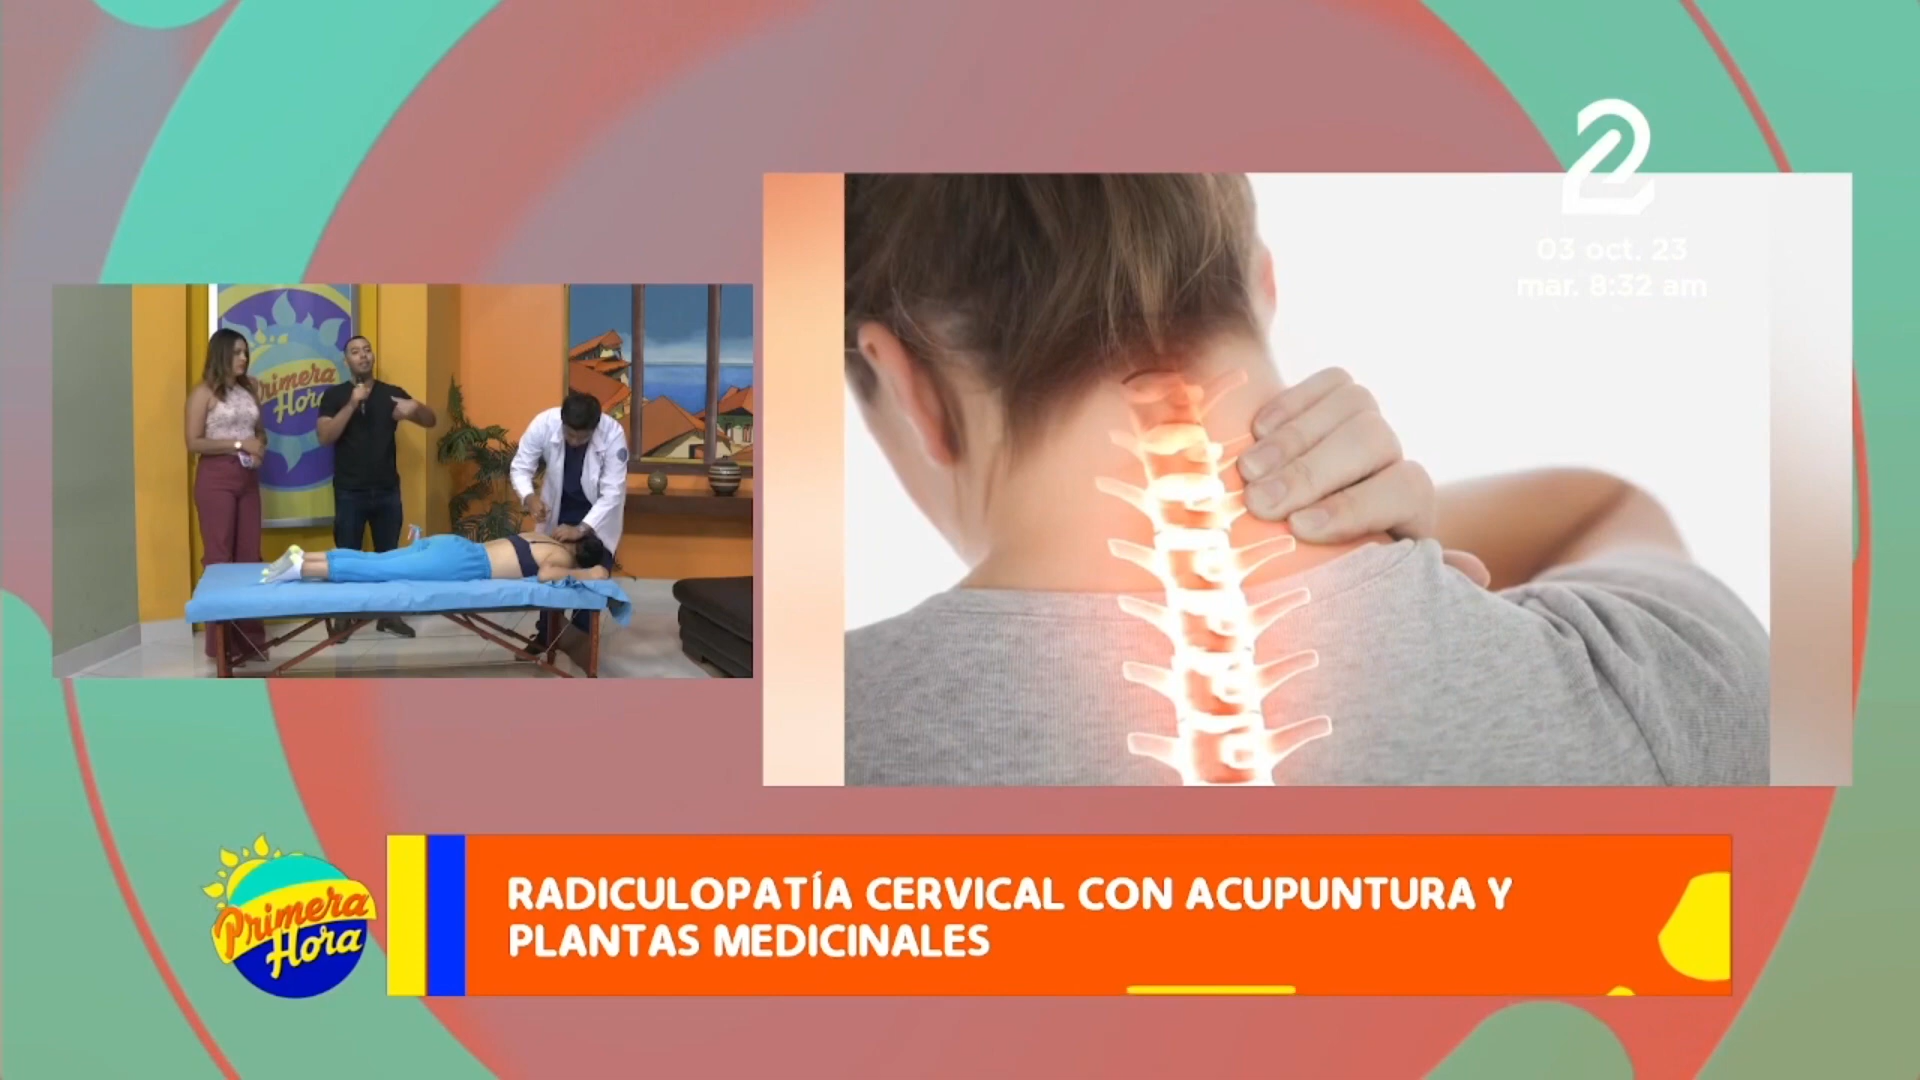 2
03 oct. 23
mar. 8:32 am
Primera
Hora
Primera
Hora
RADICULOPATÍA CERVICAL CON ACUPUNTURA Y
PLANTAS MEDICINALES